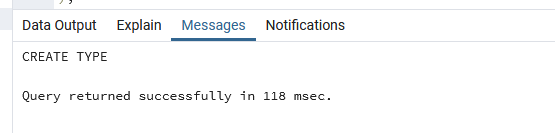 Data Output Explain Messages Notifications
CREATE TYPE
Query returned successfully in 118 msec.